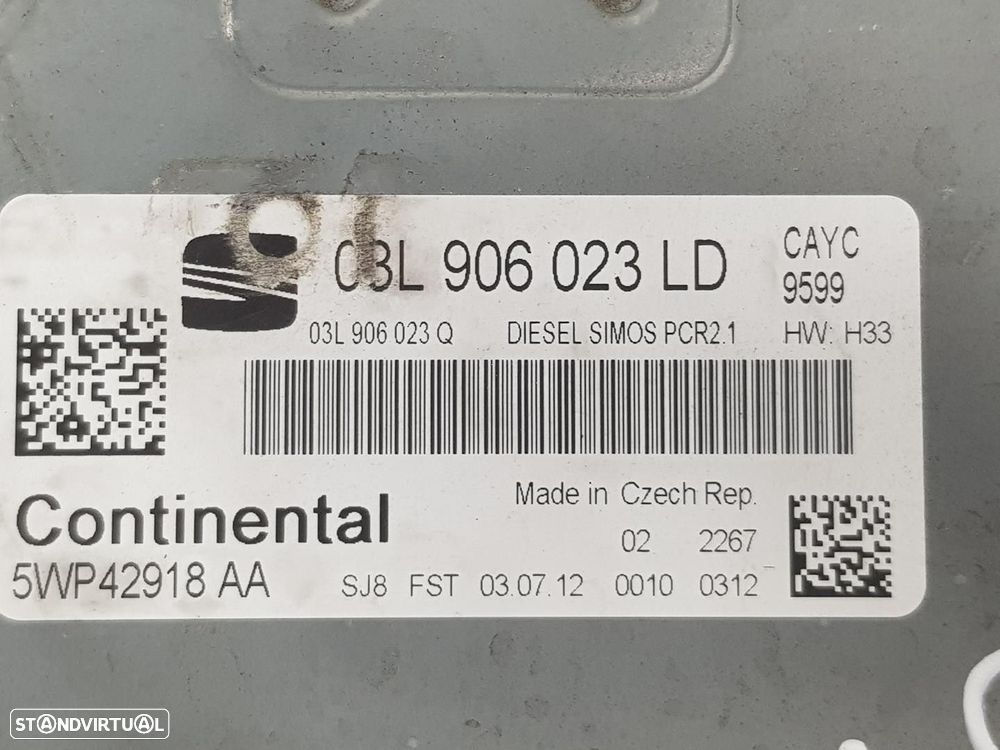 03L 906 023 LD
CAYC
9599
03L 906 023 Q DIESEL SIMOS PCR2.1 HW: H33
Continental
Made in Czech Rep.
02 2267
5WP42918 AA
SJ8 FST 03.07.12 0010 0312
STANDVIRTUAL